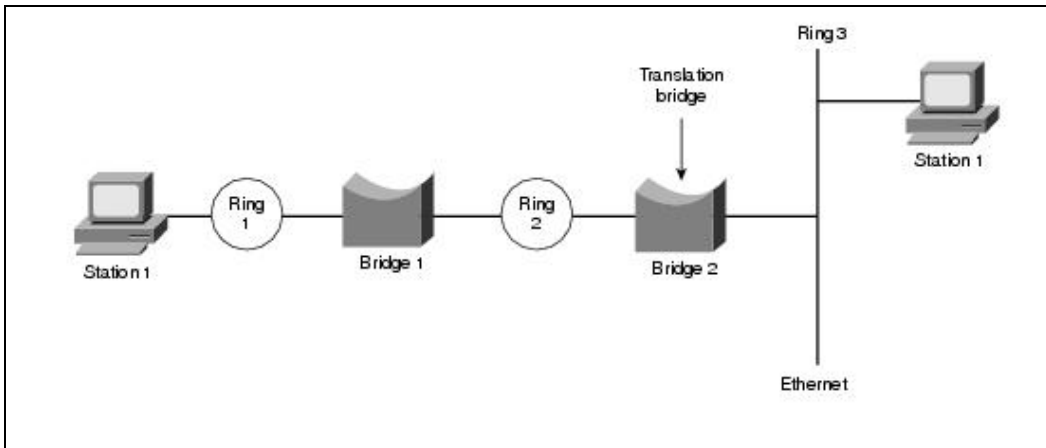 Ring 3
Translation
bridge
Station 1
Ring
1
Ring
2
Bridge 1
Bridge 2
Station 1
Ethernet